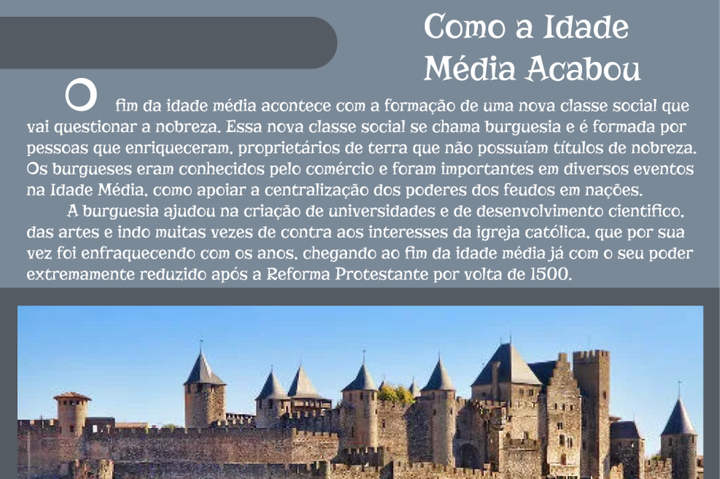 Como a Idade
Média Acabou
O fim da idade média acontece com a formação de uma nova classe social que
vai questionar a nobreza. Essa nova classe social se chama burguesia e é formada por
pessoas que enriqueceram, proprietários de terra que não possuíam títulos de nobreza.
Os burgueses eram conhecidos pelo comércio e foram importantes em diversos eventos
na Idade Média, como apoiar a centralização dos poderes dos feudos em nações.
A burguesia ajudou na criação de universidades e de desenvolvimento cientifico,
das artes e indo muitas vezes de contra aos interesses da igreja católica, que por sua
vez foi enfraquecendo com os anos, chegando ao fim da idade média já com o seu poder
extremamente reduzido após a Reforma Protestante por volta de 1500.